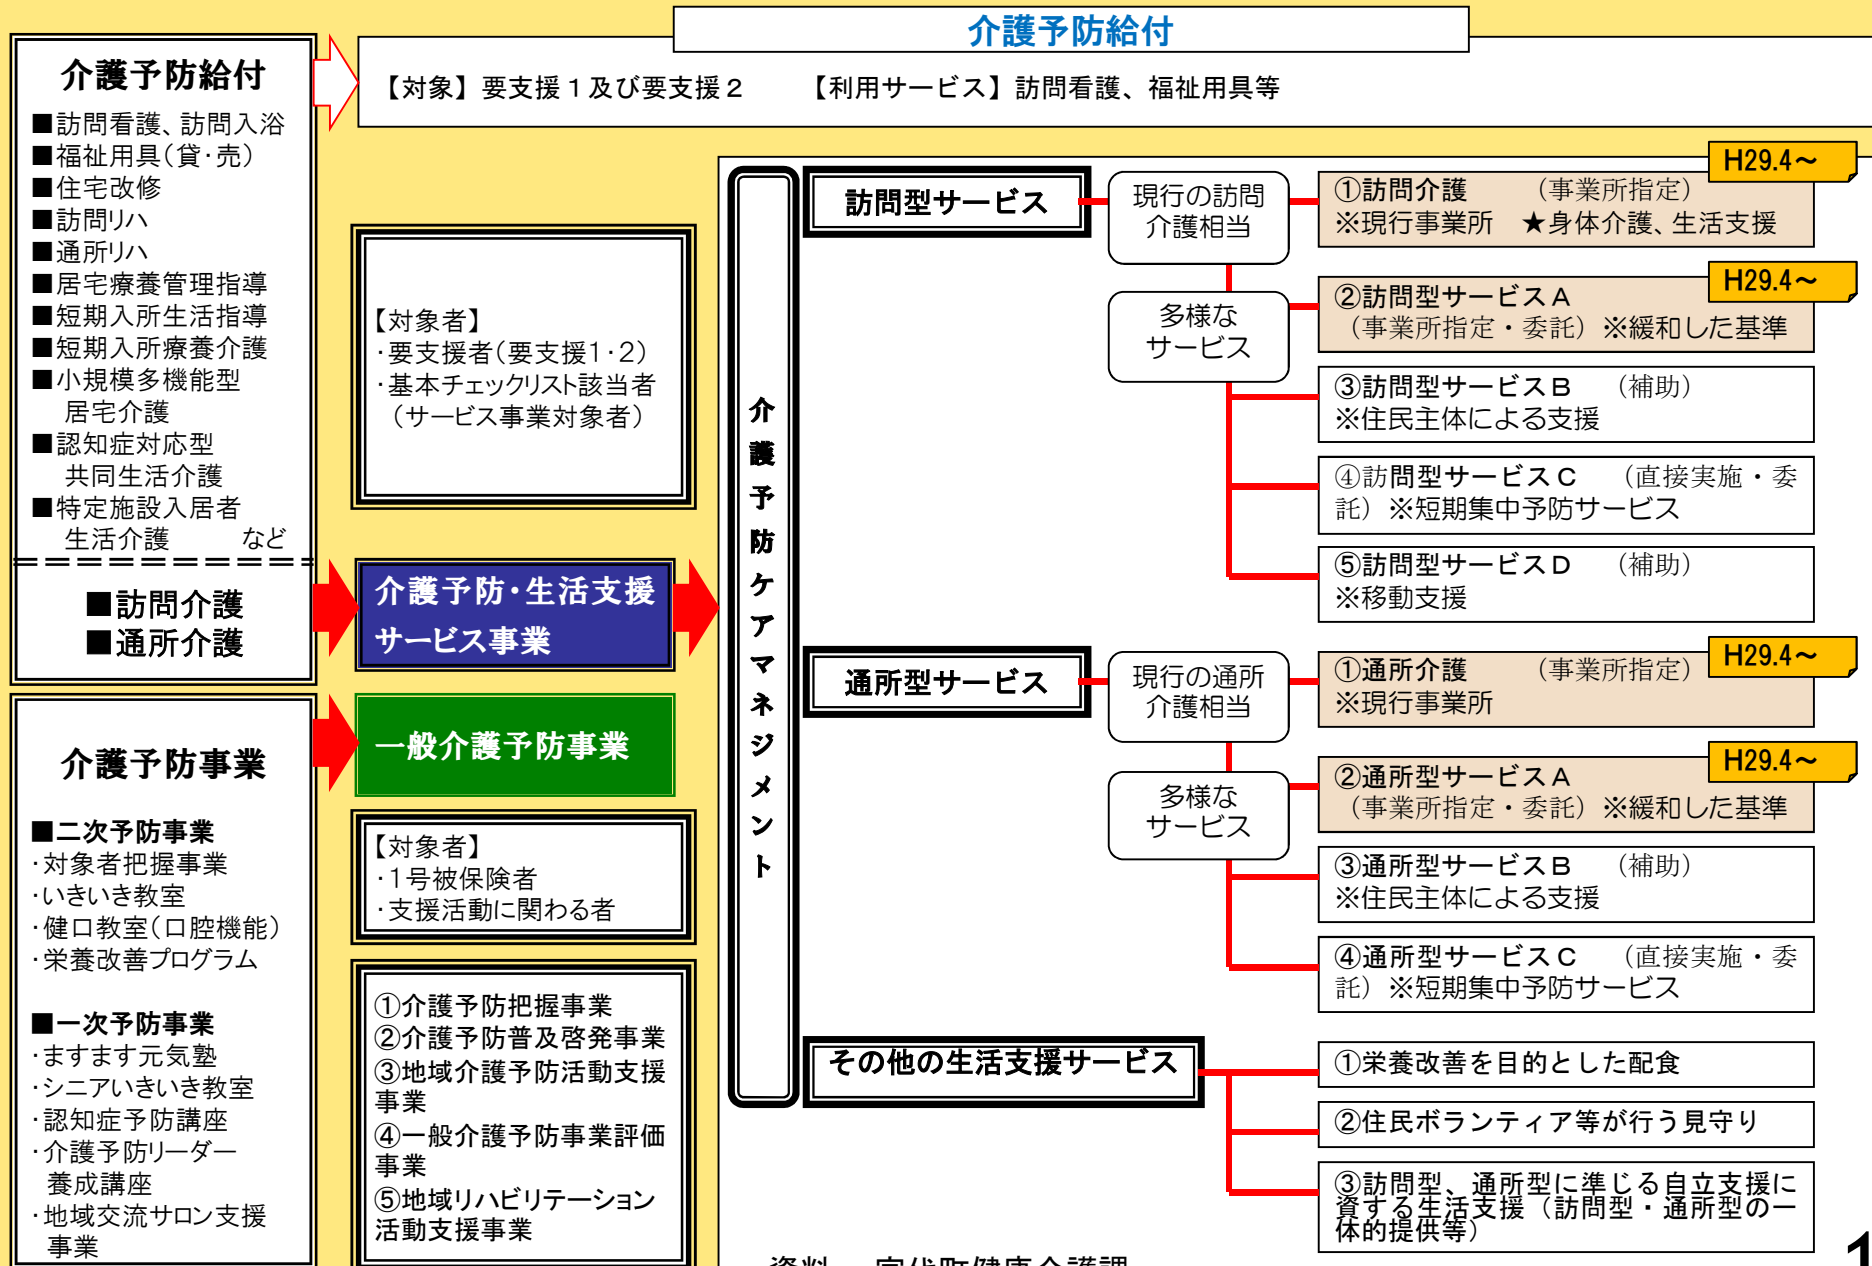 介護予防給付
【対象】要支援１及び要支援２　【利用サービス】訪問看護、福祉用具等
介護予防給付
■訪問看護、訪問入浴
■福祉用具（貸・売）
■住宅改修
■訪問リハ
■通所リハ
■居宅療養管理指導
■短期入所生活指導
■短期入所療養介護
■小規模多機能型
居宅介護
■認知症対応型
共同生活介護
■特定施設入居者
生活介護　など
■訪問介護
■通所介護
介護予防事業
■二次予防事業
・対象者把握事業
・いきいき教室
・健口教室（口腔機能）
・栄養改善プログラム
■一次予防事業
・ますます元気塾
・シニアいきいき教室
・認知症予防講座
・介護予防リーダー
養成講座
・地域交流サロン支援
事業
【対象者】
・要支援者（要支援1・2）
・基本チェックリスト該当者
（サービス事業対象者）
介護予防・生活支援
サービス事業
一般介護予防事業
【対象者】
・1号被保険者
・支援活動に関わる者
①介護予防把握事業
②介護予防普及啓発事業
③地域介護予防活動支援
事業
④一般介護予防事業評価
事業
⑤地域リハビリテーション
活動支援事業
介護予防ケアマネジメント
訪問型サービス
現行の訪問
介護相当
多様な
サービス
H29.4～
①訪問介護　（事業所指定）
※現行事業所　★身体介護、生活支援
H29.4～
②訪問型サービスＡ
（事業所指定・委託）※緩和した基準
③訪問型サービスＢ　（補助）
※住民主体による支援
④訪問型サービスＣ　（直接実施・委
託）※短期集中予防サービス
⑤訪問型サービスＤ　（補助）
※移動支援
通所型サービス
現行の通所
介護相当
多様な
サービス
H29.4～
①通所介護　（事業所指定）
※現行事業所
H29.4～
②通所型サービスＡ
（事業所指定・委託）※緩和した基準
③通所型サービスＢ　（補助）
※住民主体による支援
④通所型サービスＣ　（直接実施・委
託）※短期集中予防サービス
その他の生活支援サービス
①栄養改善を目的とした配食
②住民ボランティア等が行う見守り
③訪問型、通所型に準じる自立支援に
資する生活支援（訪問型・通所型の一
体的提供等）
資料　宮代町健康介護課
1